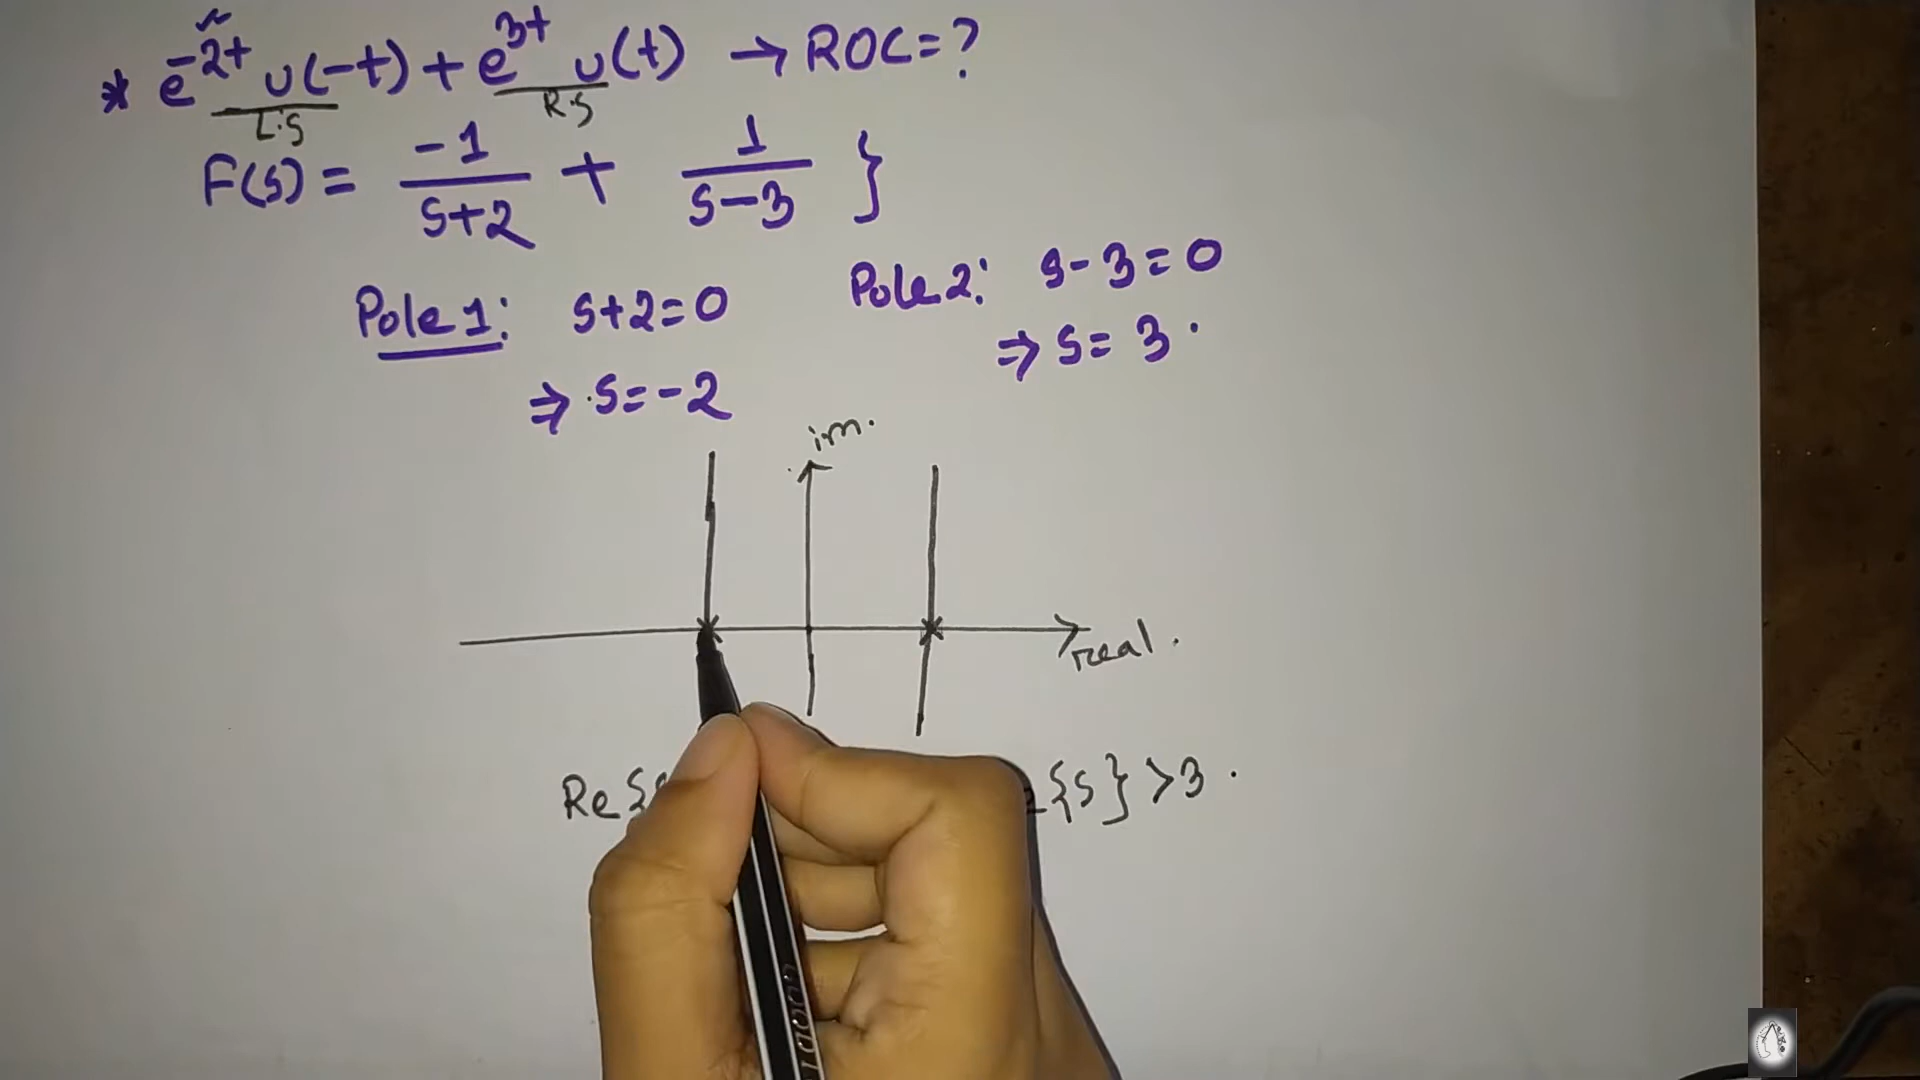 * e^-2t u(-t) + e^3t u(t) → ROC = ?
L.S R.S
F(s) = -1/s+2 + 1/s-3 }
Pole 1: s+2=0
⇒ s=-2
Pole 2: s-3=0
⇒ s= 3.
im.
real.
Re{ {s} >3.